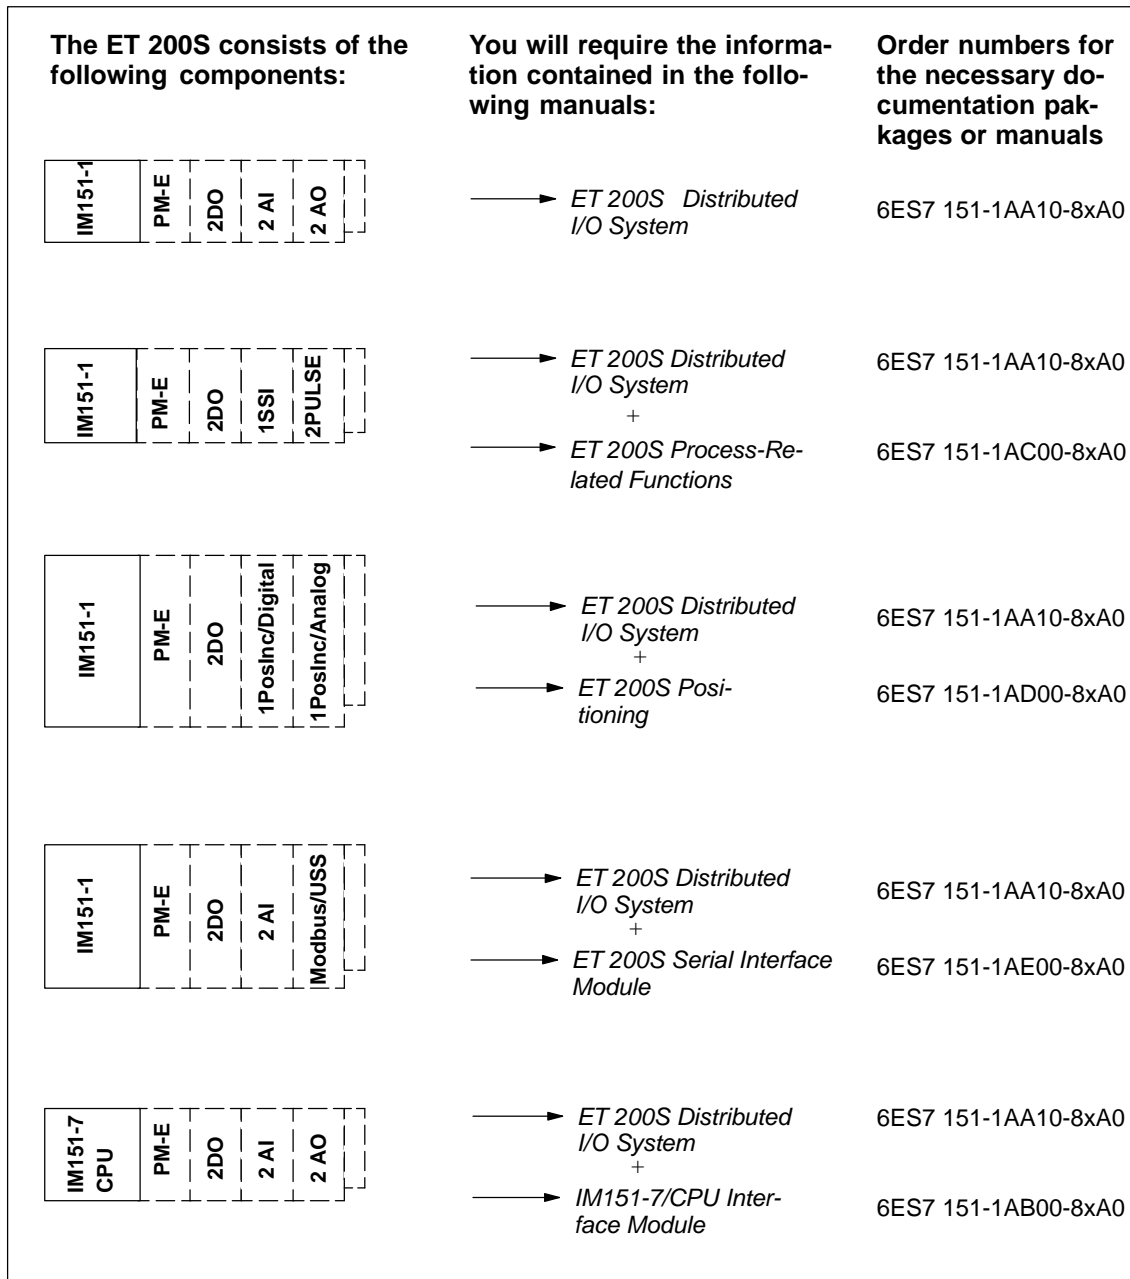 The ET 200S consists of the
following components:
You will require the informa-
tion contained in the follo-
wing manuals:
Order numbers for
the necessary do-
cumentation pak-
kages or manuals
IM151-1
PM-E
2DO
2 AI
2 AO
ET 200S Distributed
I/O System
6ES7 151-1AA10-8xA0
IM151-1
PM-E
2DO
1SSI
2PULSE
ET 200S Distributed
I/O System
6ES7 151-1AA10-8xA0
+
ET 200S Process-Re-
lated Functions
6ES7 151-1AC00-8xA0
IM151-1
PM-E
2DO
1PosInc/Digital
1PosInc/Analog
ET 200S Distributed
I/O System
6ES7 151-1AA10-8xA0
+
ET 200S Posi-
tioning
6ES7 151-1AD00-8xA0
IM151-1
PM-E
2DO
2 AI
Modbus/USS
ET 200S Distributed
I/O System
6ES7 151-1AA10-8xA0
+
ET 200S Serial Interface
Module
6ES7 151-1AE00-8xA0
IM151-7
CPU
PM-E
2DO
2 AI
2 AO
ET 200S Distributed
I/O System
6ES7 151-1AA10-8xA0
+
IM151-7/CPU Inter-
face Module
6ES7 151-1AB00-8xA0